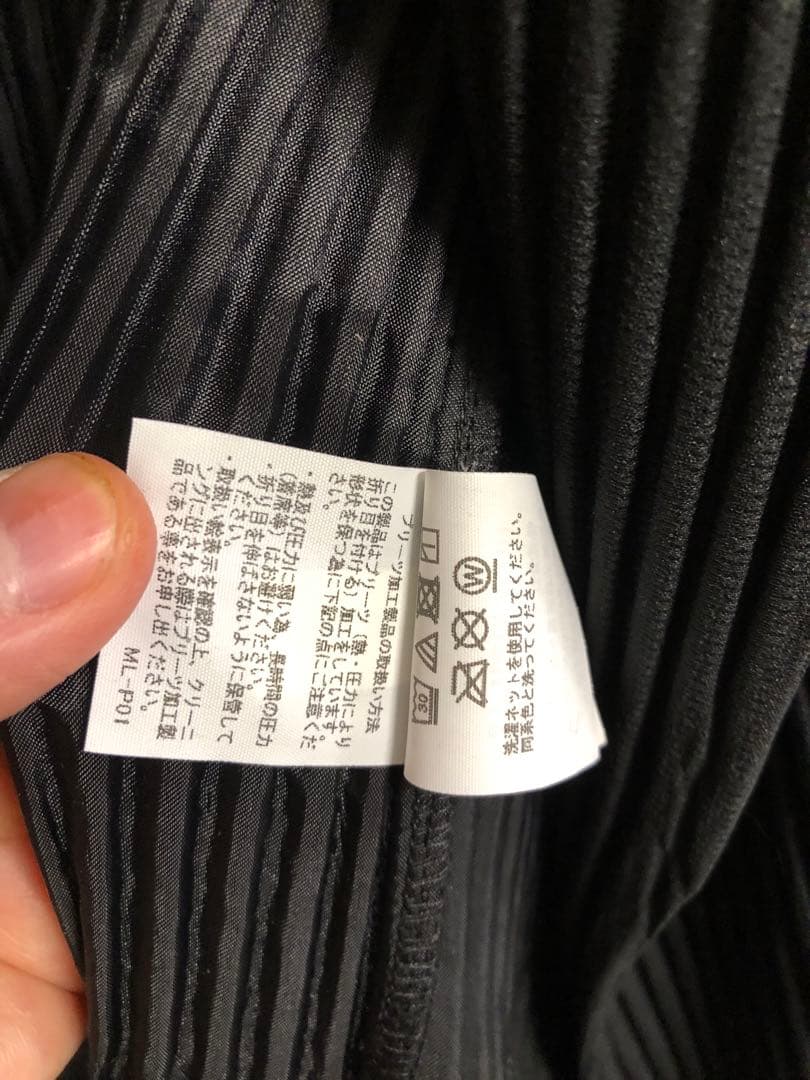 プリーツ加工製品の取扱い方法
この製品はプリーツ（熱・圧力により
折り目を付ける）加工をしています。
形状を保つ為に下記の点にご注意くだ
さい。
・熱及び圧力に弱い為、長時間の圧力
（着席等）はお避けください。
・折り目を伸ばさないように保管して
ください。
・取扱い絵表示を確認の上、クリーニ
ングに出される際はプリーツ加工製
品である事をお申し出ください。
ML-P01
30
W
洗濯ネットを使用してください。
同系色と洗ってください。